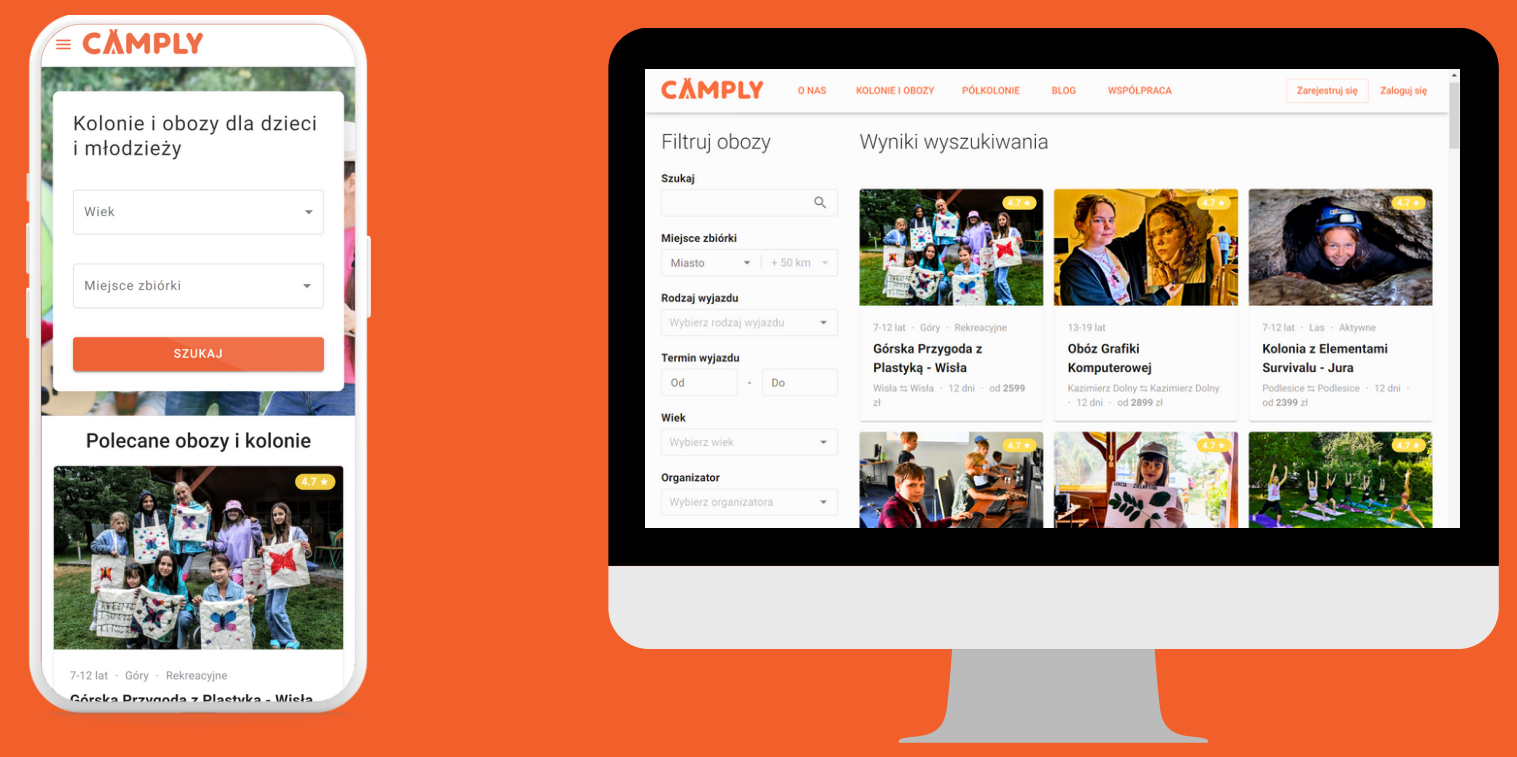 CAMPLY
Kolonie i obozy dla dzieci
i młodzieży
Wiek
Miejsce zbiórki
SZUKAJ
Polecane obozy i kolonie
4.7 ★
7-12 lat · Góry · Rekreacyjne
Górska Przygoda z Plastyką - Wisła
CAMPLY
O NAS
KOLONIE I OBOZY
PÓŁKOLONIE
BLOG
WSPÓŁPRACA
Zarejestruj się
Zaloguj się
Filtruj obozy
Szukaj
Miejsce zbiórki
Miasto
+ 50 km
Rodzaj wyjazdu
Wybierz rodzaj wyjazdu
Termin wyjazdu
Od - Do
Wiek
Wybierz wiek
Organizator
Wybierz organizatora
Wyniki wyszukiwania
4.7 ★
7-12 lat · Góry · Rekreacyjne
Górska Przygoda z
Plastyką - Wisła
Wisła ⇆ Wisła · 12 dni · od 2599
zł
4.7 ★
13-19 lat
Obóz Grafiki
Komputerowej
Kazimierz Dolny ⇆ Kazimierz Dolny
· 12 dni · od 2899 zł
4.7 ★
7-12 lat · Las · Aktywne
Kolonia z Elementami
Survivalu - Jura
Podlesice ⇆ Podlesice · 12 dni ·
od 2399 zł
4.7 ★
4.7 ★
4.7 ★